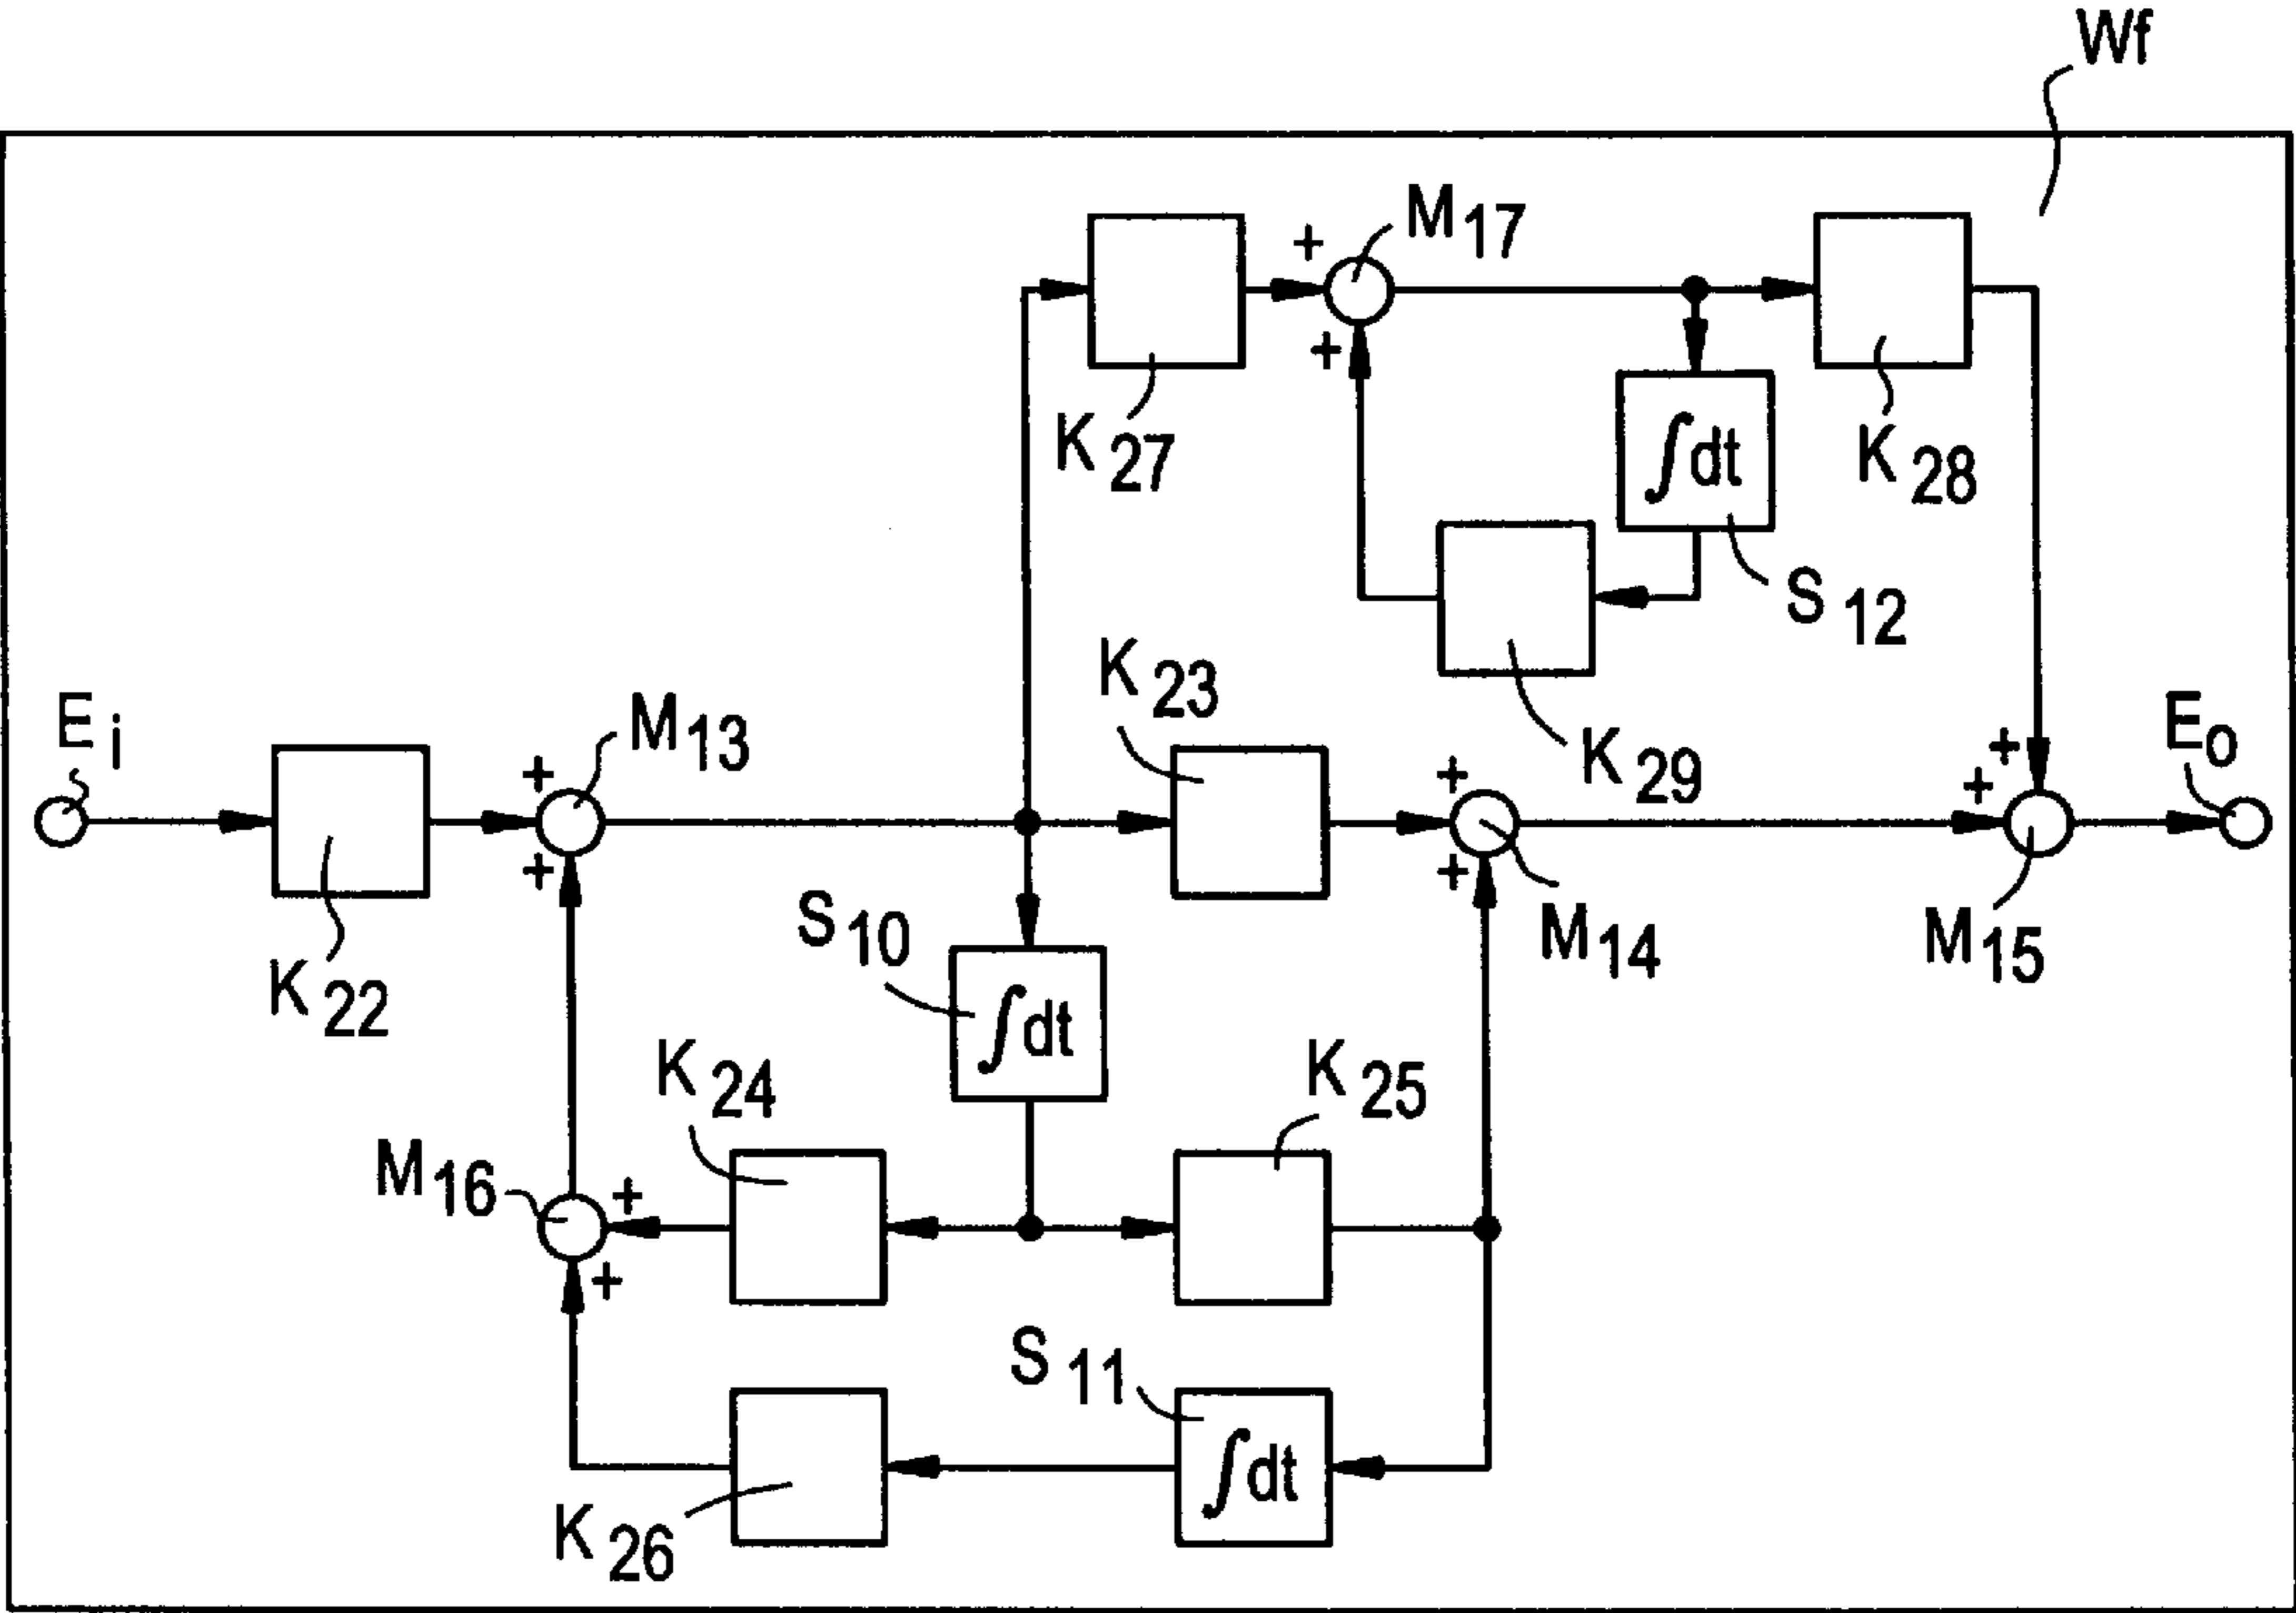 Wf
M17
+
+
K27
∫dt
K28
S12
K23
Ei
M13
K29
Eo
+
+
+
+
+
+
S10
M14
M15
K22
∫dt
K24
K25
M16
+
+
S11
∫dt
K26